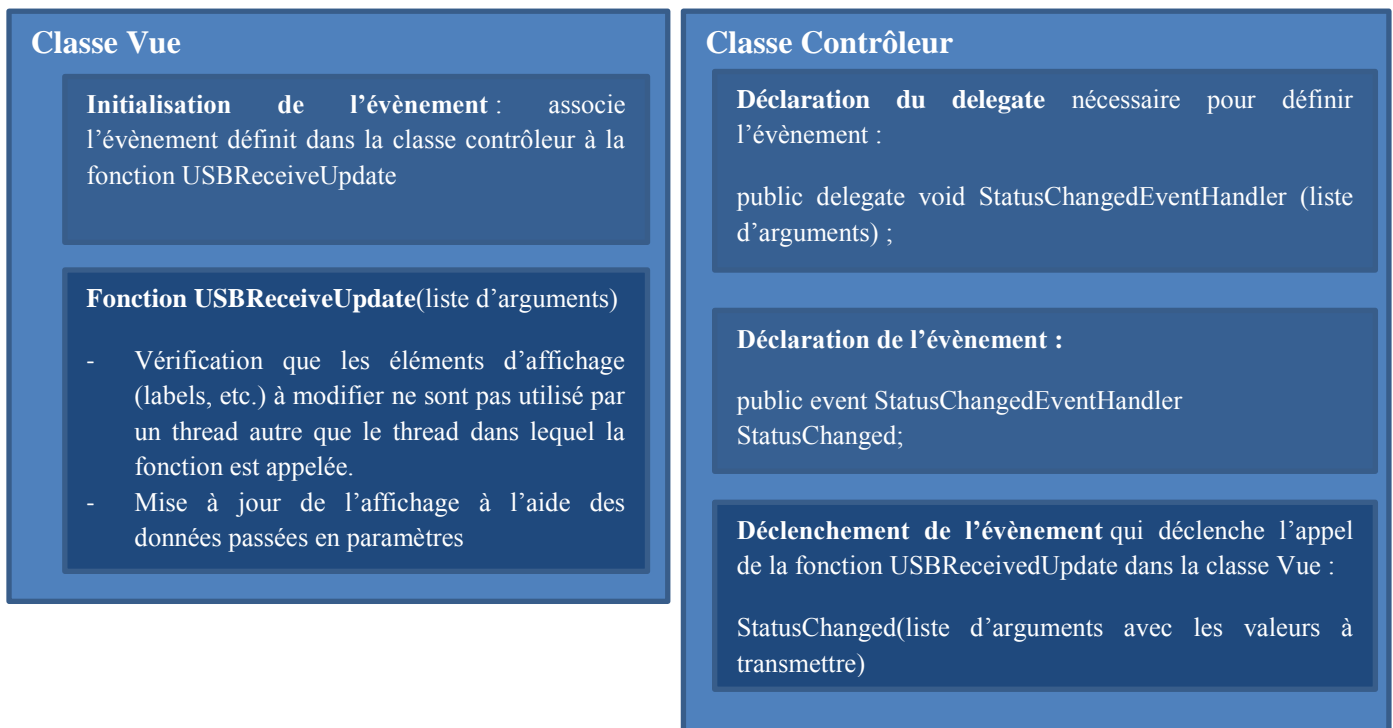 Classe Vue
Initialisation de l’évènement : associe
l’évènement définit dans la classe contrôleur à la
fonction USBReceiveUpdate
Fonction USBReceiveUpdate(liste d’arguments)
- Vérification que les éléments d’affichage
(labels, etc.) à modifier ne sont pas utilisé par
un thread autre que le thread dans lequel la
fonction est appelée.
- Mise à jour de l’affichage à l’aide des
données passées en paramètres
Classe Contrôleur
Déclaration du delegate nécessaire pour définir
l’évènement :
public delegate void StatusChangedEventHandler (liste
d’arguments) ;
Déclaration de l’évènement :
public event StatusChangedEventHandler
StatusChanged;
Déclenchement de l’évènement qui déclenche l’appel
de la fonction USBReceivedUpdate dans la classe Vue :
StatusChanged(liste d’arguments avec les valeurs à
transmettre)